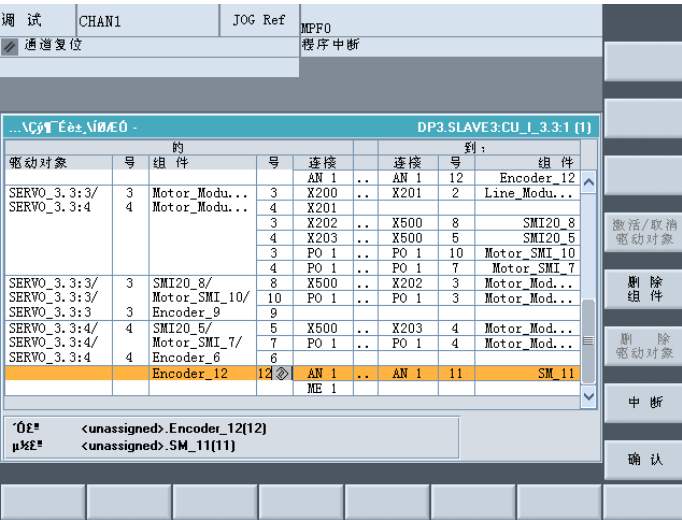 调 试 CHAN1 JOG Ref MPF0
通道复位 程序中断
...\Çý¶¯Éè±¸\ÍØÆÓ - DP3.SLAVE3:CU_I_3.3:1 (1)
的 到:
驱动对象 号 组 件 号 连接 连接 号 组 件
AN 1 .. AN 1 12 Encoder_12
SERVO_3.3:3/ 3 Motor_Modu... 3 X200 .. X201 2 Line_Modu...
SERVO_3.3:4 4 Motor_Modu... 4 X201
3 X202 .. X500 8 SMI20_8
4 X203 .. X500 5 SMI20_5
3 PO 1 .. PO 1 10 Motor_SMI_10
4 PO 1 .. PO 1 7 Motor_SMI_7
SERVO_3.3:3/ 3 SMI20_8/ 8 X500 .. X202 3 Motor_Mod...
SERVO_3.3:3/ Motor_SMI_10/ 10 PO 1 .. PO 1 3 Motor_Mod...
SERVO_3.3:3 3 Encoder_9 9
SERVO_3.3:4/ 4 SMI20_5/ 5 X500 .. X203 4 Motor_Mod...
SERVO_3.3:4/ Motor_SMI_7/ 7 PO 1 .. PO 1 4 Motor_Mod...
SERVO_3.3:4 4 Encoder_6 6
Encoder_12 12 AN 1 .. AN 1 11 SM_11
ME 1
´Ó£º <unassigned>.Encoder_12(12)
µ½£º <unassigned>.SM_11(11)
激活/取消
驱动对象
删 除
组 件
删 除
驱动对象
中 断
确 认